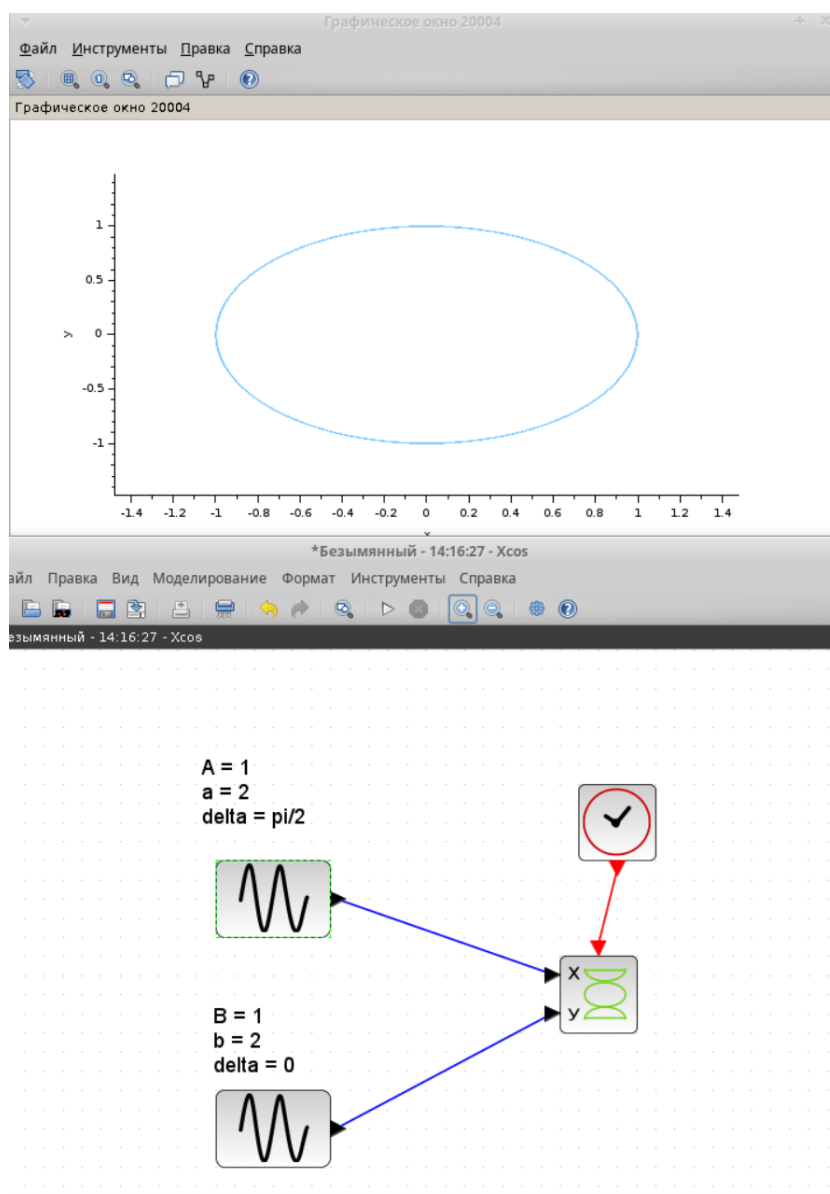 Графическое окно 20004
Файл Инструменты Правка Справка
Графическое окно 20004
1
0.5
y 0
-0.5
-1
-1.4 -1.2 -1 -0.8 -0.6 -0.4 -0.2 0 0.2 0.4 0.6 0.8 1 1.2 1.4
x
*Безымянный - 14:16:27 - Xcos
айл Правка Вид Моделирование Формат Инструменты Справка
езымянный - 14:16:27 - Xcos
A = 1
a = 2
delta = pi/2
X
y
B = 1
b = 2
delta = 0